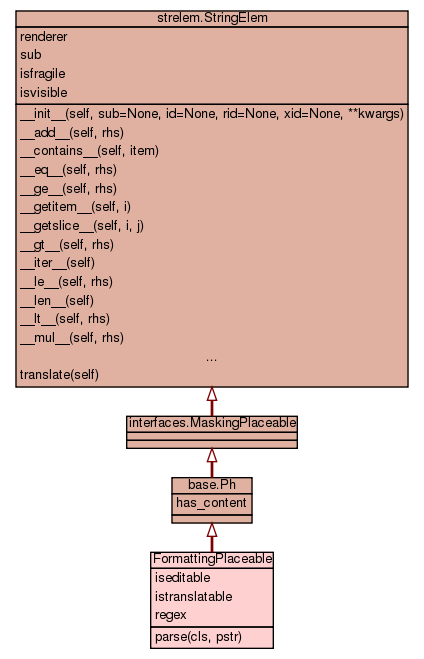 strelem.StringElem
renderer
sub
isfragile
isvisible
__init__(self, sub=None, id=None, rid=None, xid=None, **kwargs)
__add__(self, rhs)
__contains__(self, item)
__eq__(self, rhs)
__ge__(self, rhs)
__getitem__(self, i)
__getslice__(self, i, j)
__gt__(self, rhs)
__iter__(self)
__le__(self, rhs)
__len__(self)
__lt__(self, rhs)
__mul__(self, rhs)
...
translate(self)
interfaces.MaskingPlaceable
base.Ph
has_content
FormattingPlaceable
iseditable
istranslatable
regex
parse(cls, pstr)